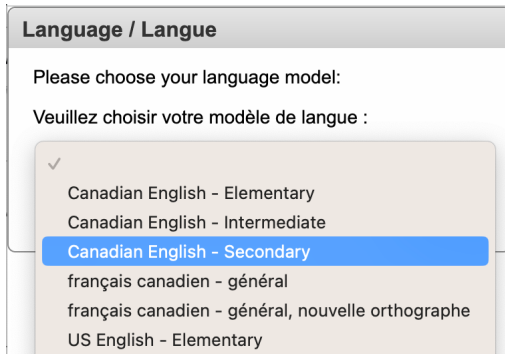 Language / Langue
Please choose your language model:
Veuillez choisir votre modèle de langue :
Canadian English - Elementary
Canadian English - Intermediate
Canadian English - Secondary
français canadien - général
français canadien - général, nouvelle orthographe
US English - Elementary